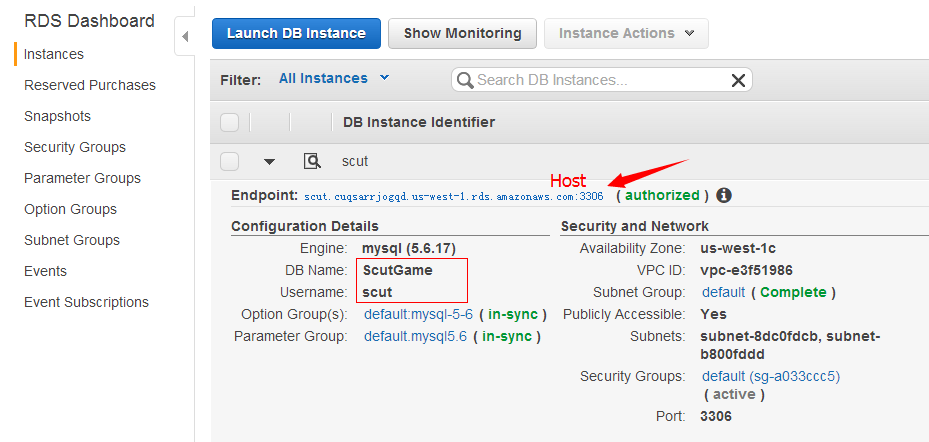 RDS Dashboard
Instances
Reserved Purchases
Snapshots
Security Groups
Parameter Groups
Option Groups
Subnet Groups
Events
Event Subscriptions
Launch DB Instance
Show Monitoring
Instance Actions
Filter: All Instances
Search DB Instances...
DB Instance Identifier
scut
Host
Endpoint: scut.cuqsarrjogqd.us-west-1.rds.amazonaws.com:3306 ( authorized )
Configuration Details
Engine: mysql (5.6.17)
DB Name: ScutGame
Username: scut
Option Group(s): default:mysql-5-6 ( in-sync )
Parameter Group: default.mysql5.6 ( in-sync )
Security and Network
Availability Zone: us-west-1c
VPC ID: vpc-e3f51986
Subnet Group: default ( Complete )
Publicly Accessible: Yes
Subnets: subnet-8dc0fdcb, subnet-
b800fddd
Security Groups: default (sg-a033ccc5)
( active )
Port: 3306